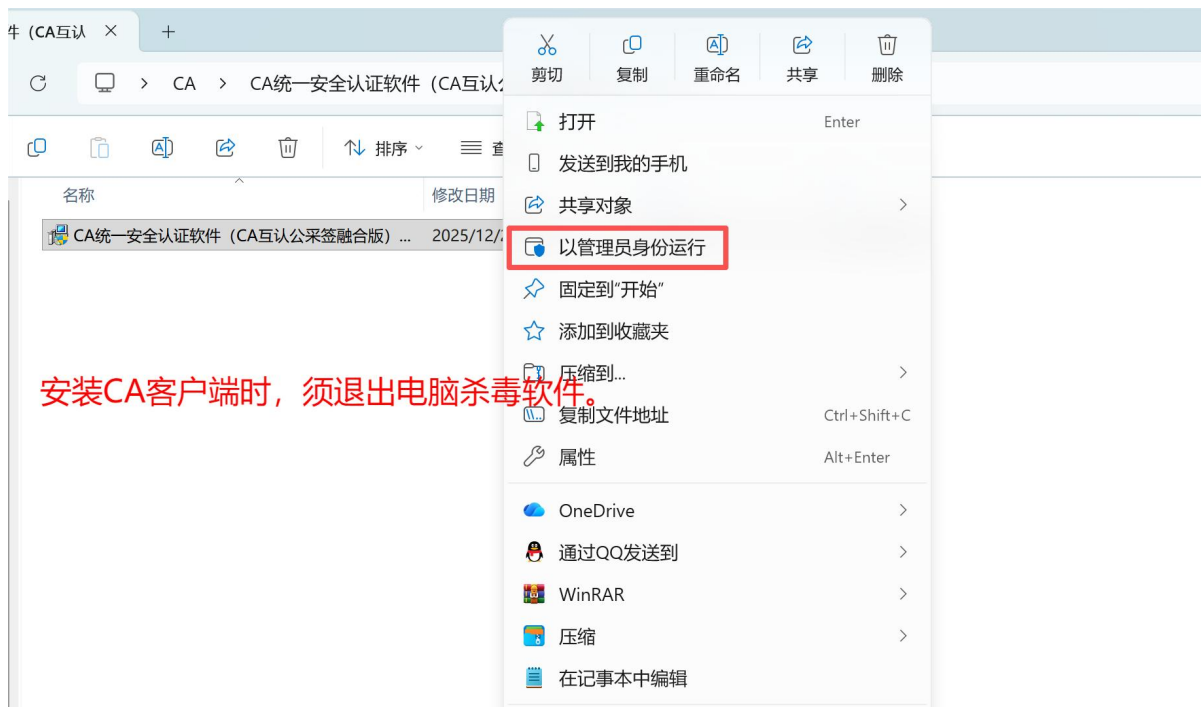 件（CA互认
CA > CA统一安全认证软件（CA互认公
排序
查
名称
修改日期
CA统一安全认证软件（CA互认公采签融合版）...
2025/12/2
安装CA客户端时，须退出电脑杀毒软件。
剪切
复制
重命名
共享
删除
打开 Enter
发送到我的手机
共享对象
以管理员身份运行
固定到“开始”
添加到收藏夹
压缩到...
复制文件地址 Ctrl+Shift+C
属性 Alt+Enter
OneDrive
通过QQ发送到
WinRAR
压缩
在记事本中编辑